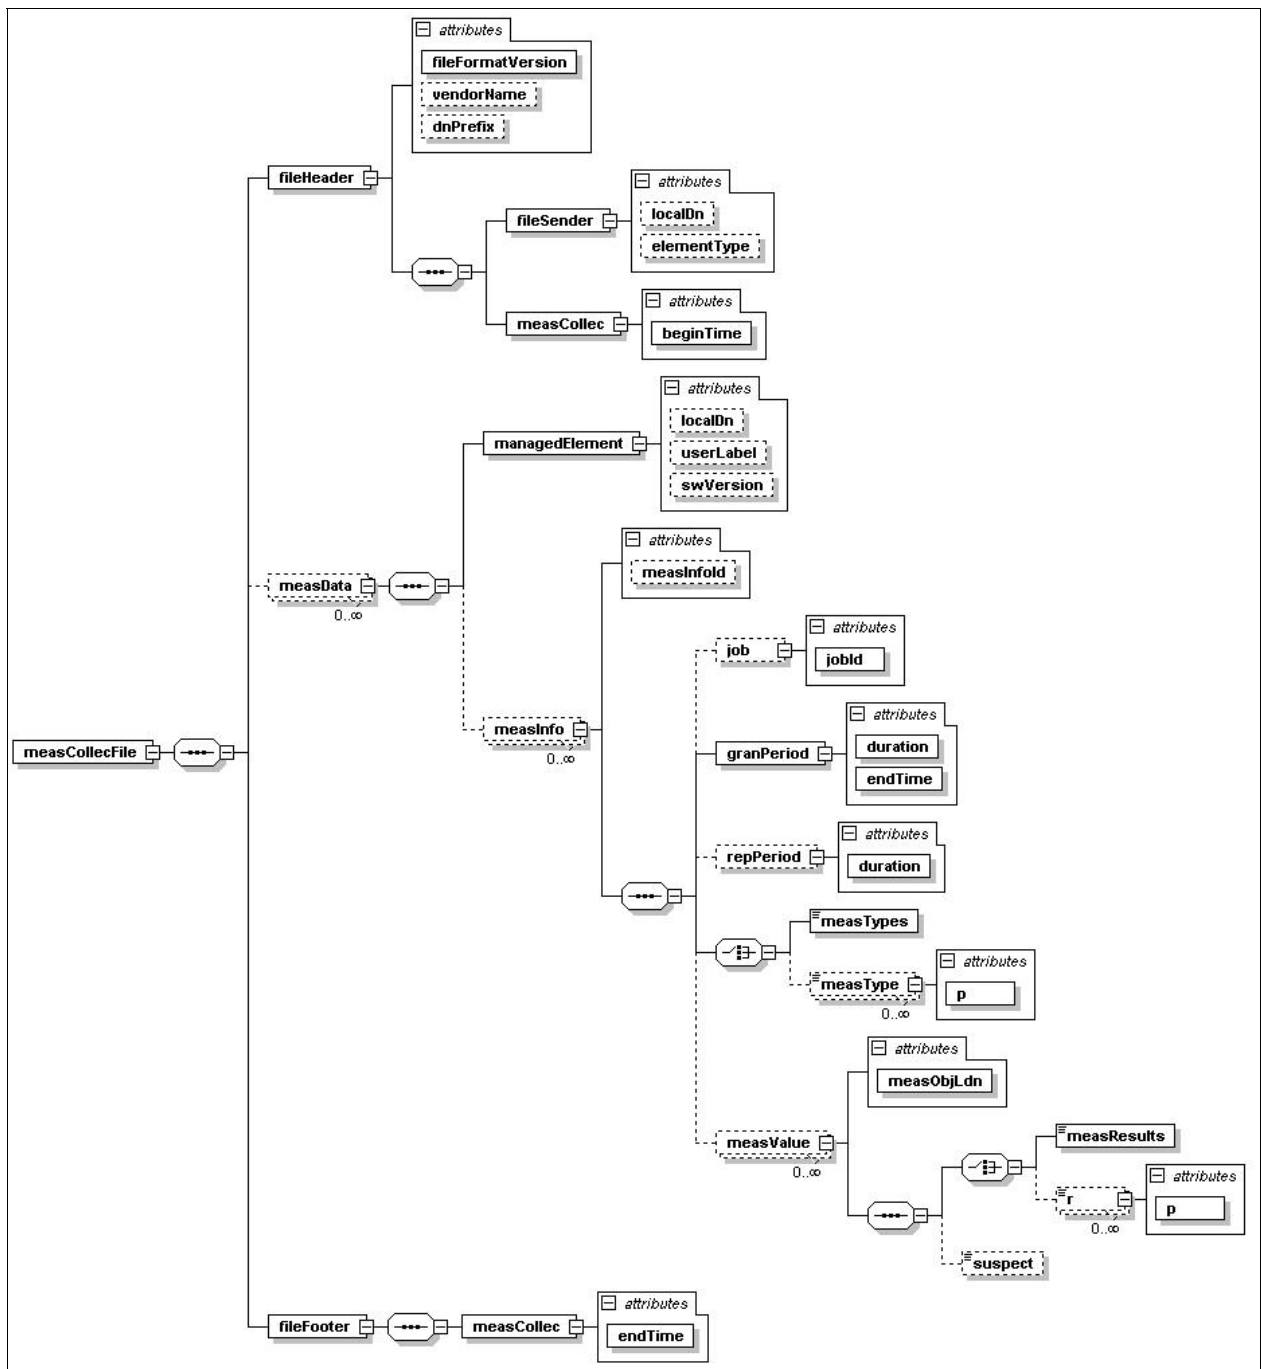 attributes
fileFormatVersion
vendorName
dnPrefix
fileHeader
attributes
localDn
elementType
fileSender
attributes
beginTime
measCollec
attributes
localDn
userLabel
swVersion
managedElement
attributes
measInfoId
measData
0..∞
attributes
jobId
job
measInfo
0..∞
attributes
duration
endTime
granPeriod
measCollecFile
attributes
duration
repPeriod
measTypes
attributes
p
measType
0..∞
attributes
measObjLdn
measValue
0..∞
measResults
attributes
p
r
0..∞
suspect
attributes
endTime
fileFooter
measCollec